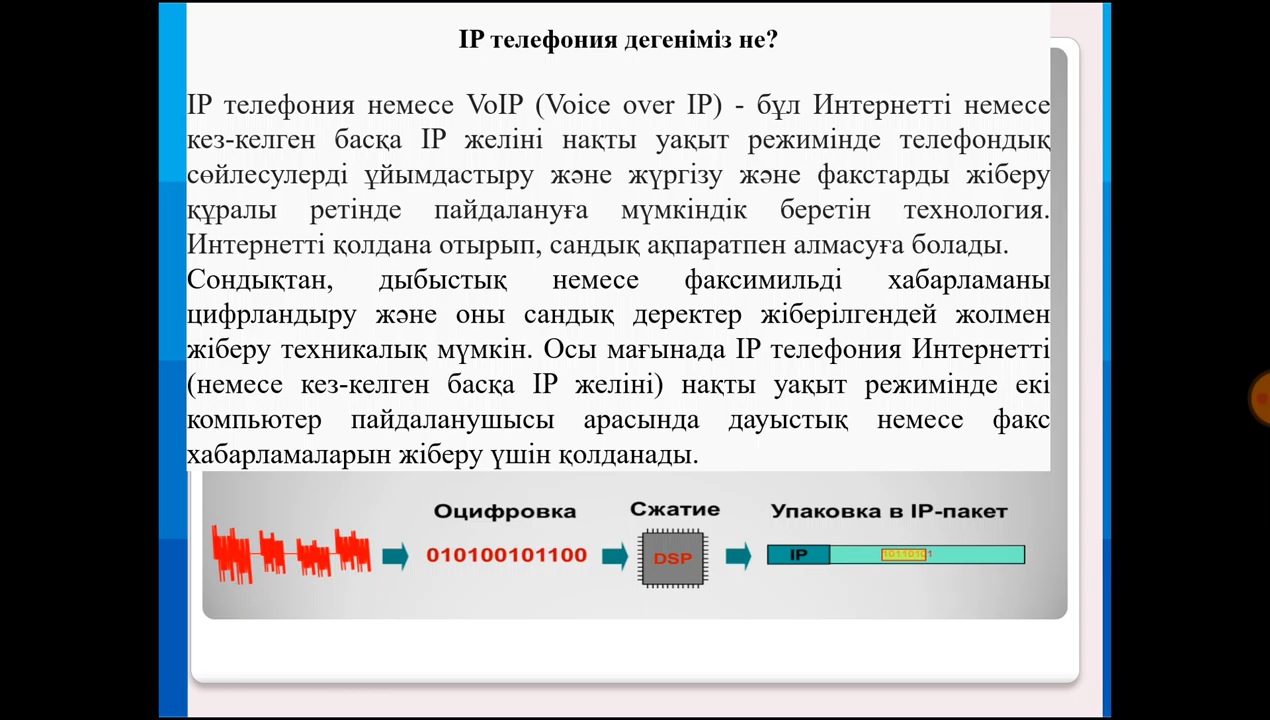 IP телефония дегеніміз не?
IP телефония немесе VoIP (Voice over IP) - бұл Интернетті немесе
кез-келген басқа IP желіні нақты уақыт режимінде телефондық
сөйлесулерді ұйымдастыру және жүргізу және факстарды жіберу
құралы ретінде пайдалануға мүмкіндік беретін технология.
Интернетті қолдана отырып, сандық ақпаратпен алмасуға болады.
Сондықтан, дыбыстық немесе факсимильді хабарламаны
цифрландыру және оны сандық деректер жіберілгендей жолмен
жіберу техникалық мүмкін. Осы мағынада IP телефония Интернетті
(немесе кез-келген басқа IP желіні) нақты уақыт режимінде екі
компьютер пайдаланушысы арасында дауыстық немесе факс
хабарламаларын жіберу үшін қолданады.
Оцифровка Сжатие Упаковка в IP-пакет
010100101100 DSP IP 10110101